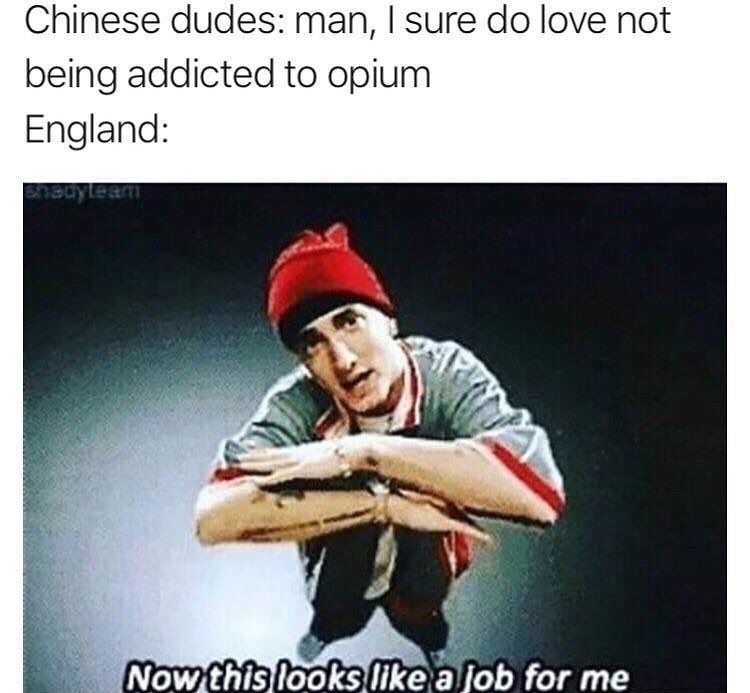 Chinese dudes: man, I sure do love not
being addicted to opium
England:
shadyteam
Now this looks like a job for me